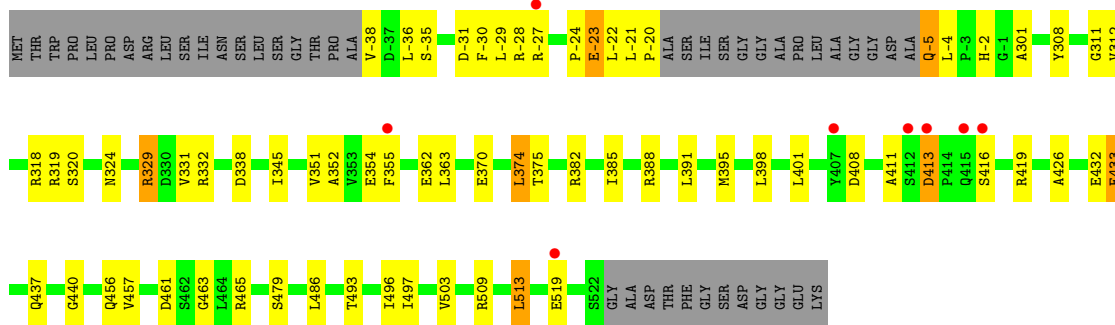 MET THR TRP PRO LEU PRO ASP ARG LEU SER ILE ASN SER LEU SER GLY THR PRO ALA V-38 D-37 L-36 S-35 D-31 F-30 L-29 R-28 R-27 P-24 E-23 L-22 L-21 P-20 ALA SER ILE SER GLY GLY ALA ALA PRO LEU ALA GLY GLY ASP ALA Q-5 L-4 P-3 H-2 G-1 A301 Y308 G311 V312
R318 R319 S320 N324 R329 D330 V331 R332 D338 I345 V351 A352 V353 E354 F355 E362 L363 E370 L374 T375 R382 I385 R388 L391 M395 L398 L401 Y407 D408 A411 S412 D413 P414 Q415 S416 R419 A426 E432 E433
Q437 G440 Q456 V457 D461 S462 G463 L464 R465 S479 L486 T493 I496 I497 V503 R509 L513 E519 S522 GLY ALA ASP THR PHE GLY SER ASP GLY GLY GLU LYS